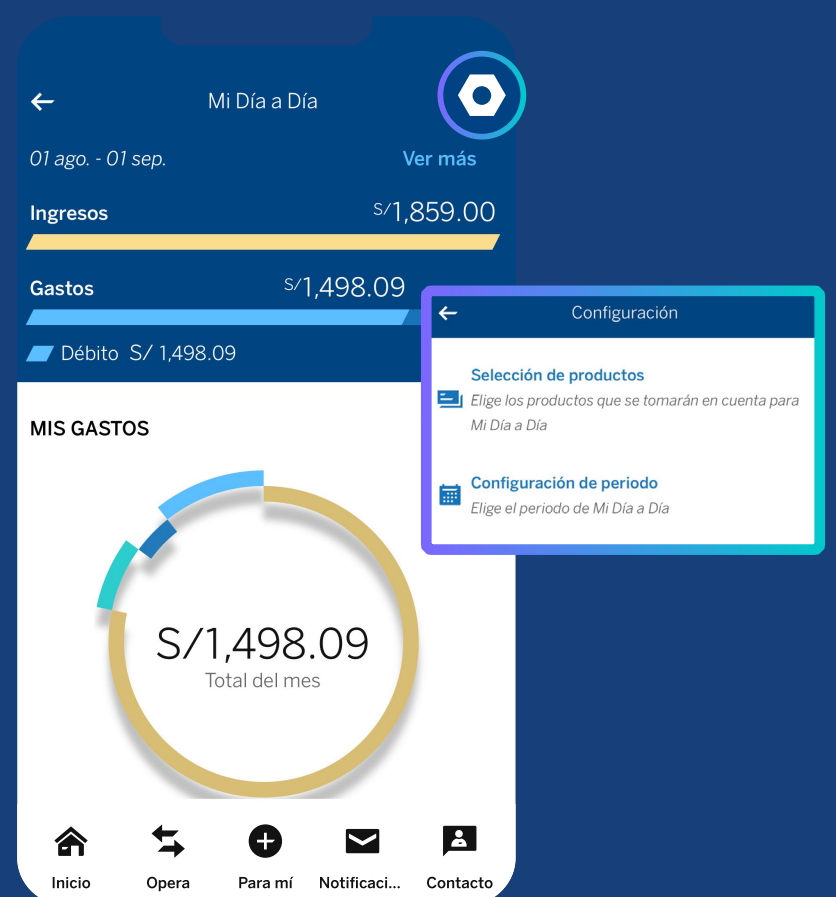 Mi Día a Día
01 ago. - 01 sep.
Ver más
Ingresos
S/1,859.00
Gastos
S/1,498.09
Débito S/ 1,498.09
Configuración
Selección de productos
Elige los productos que se tomarán en cuenta para
Mi Día a Día
Configuración de periodo
Elige el periodo de Mi Día a Día
MIS GASTOS
S/1,498.09
Total del mes
Inicio
Opera
Para mí
Notificaci...
Contacto